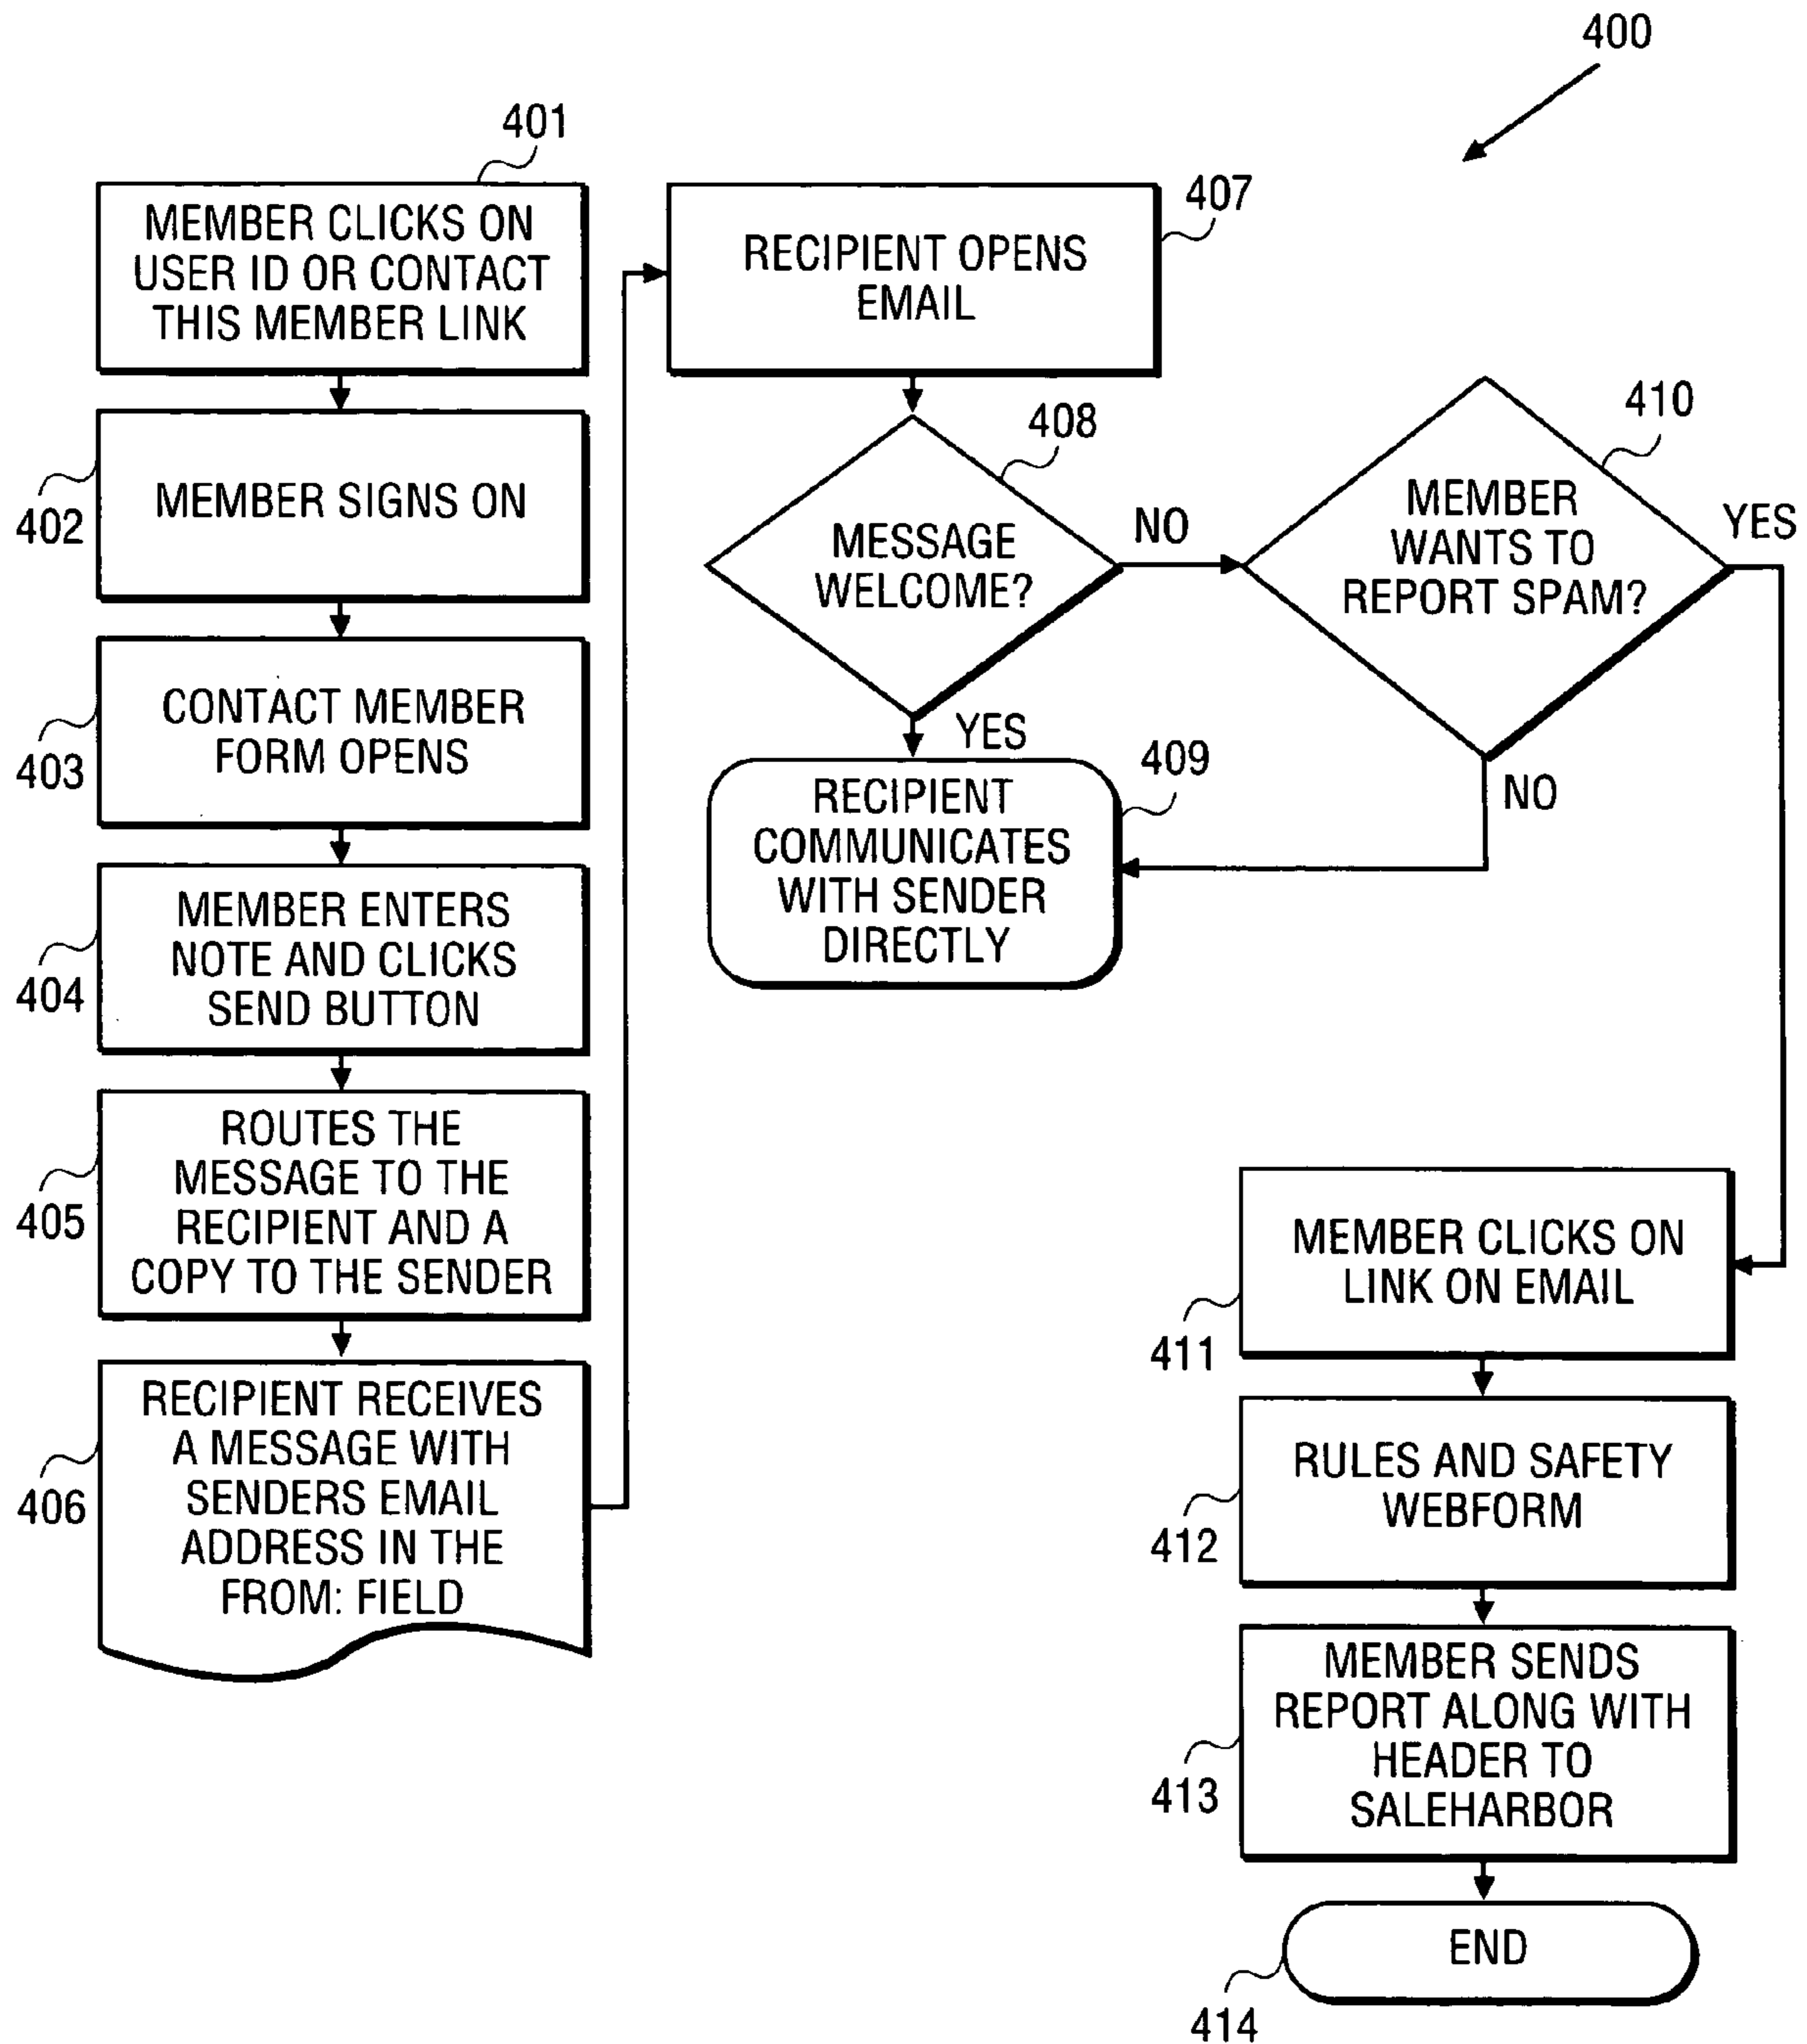 400
401
MEMBER CLICKS ON
USER ID OR CONTACT
THIS MEMBER LINK
402
MEMBER SIGNS ON
403
CONTACT MEMBER
FORM OPENS
404
MEMBER ENTERS
NOTE AND CLICKS
SEND BUTTON
405
ROUTES THE
MESSAGE TO THE
RECIPIENT AND A
COPY TO THE SENDER
406
RECIPIENT RECEIVES
A MESSAGE WITH
SENDERS EMAIL
ADDRESS IN THE
FROM: FIELD
407
RECIPIENT OPENS
EMAIL
408
MESSAGE
WELCOME?
NO
YES
409
RECIPIENT
COMMUNICATES
WITH SENDER
DIRECTLY
410
MEMBER
WANTS TO
REPORT SPAM?
YES
NO
411
MEMBER CLICKS ON
LINK ON EMAIL
412
RULES AND SAFETY
WEBFORM
413
MEMBER SENDS
REPORT ALONG WITH
HEADER TO
SALEHARBOR
END
414